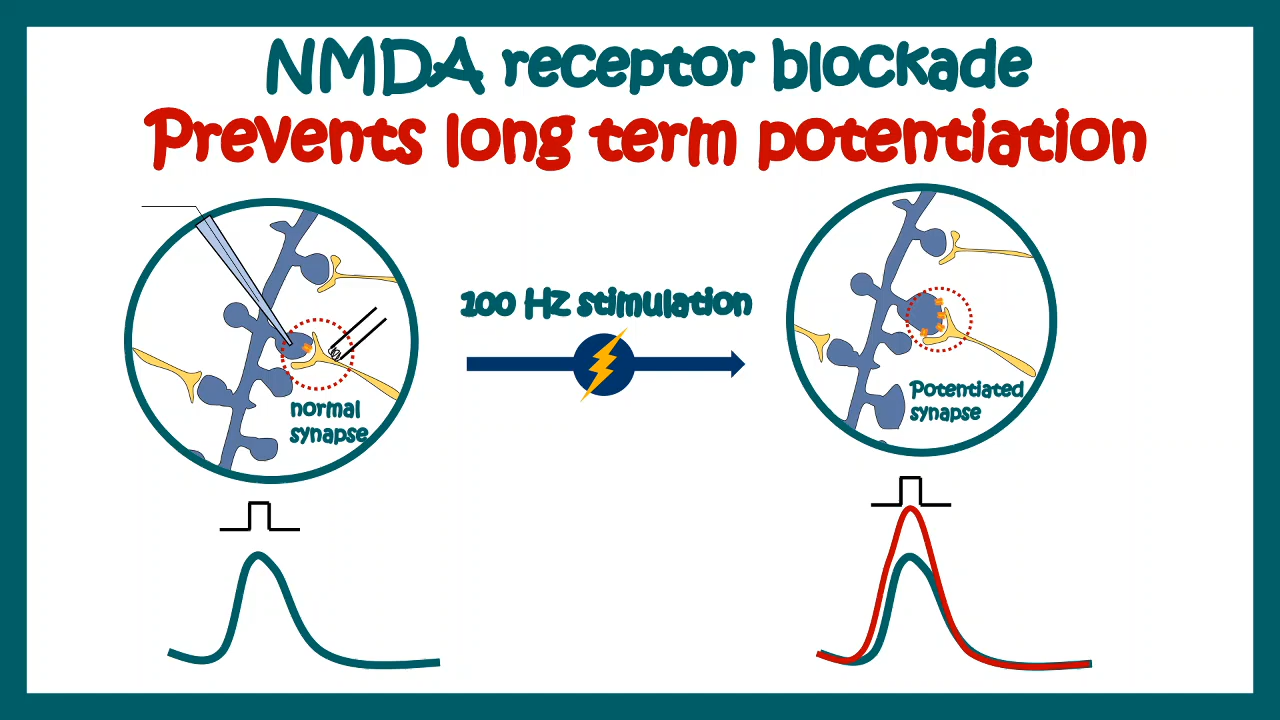 NMDA receptor blockade
Prevents long term potentiation
100 Hz stimulation
normal
synapse
Potentiated
synapse